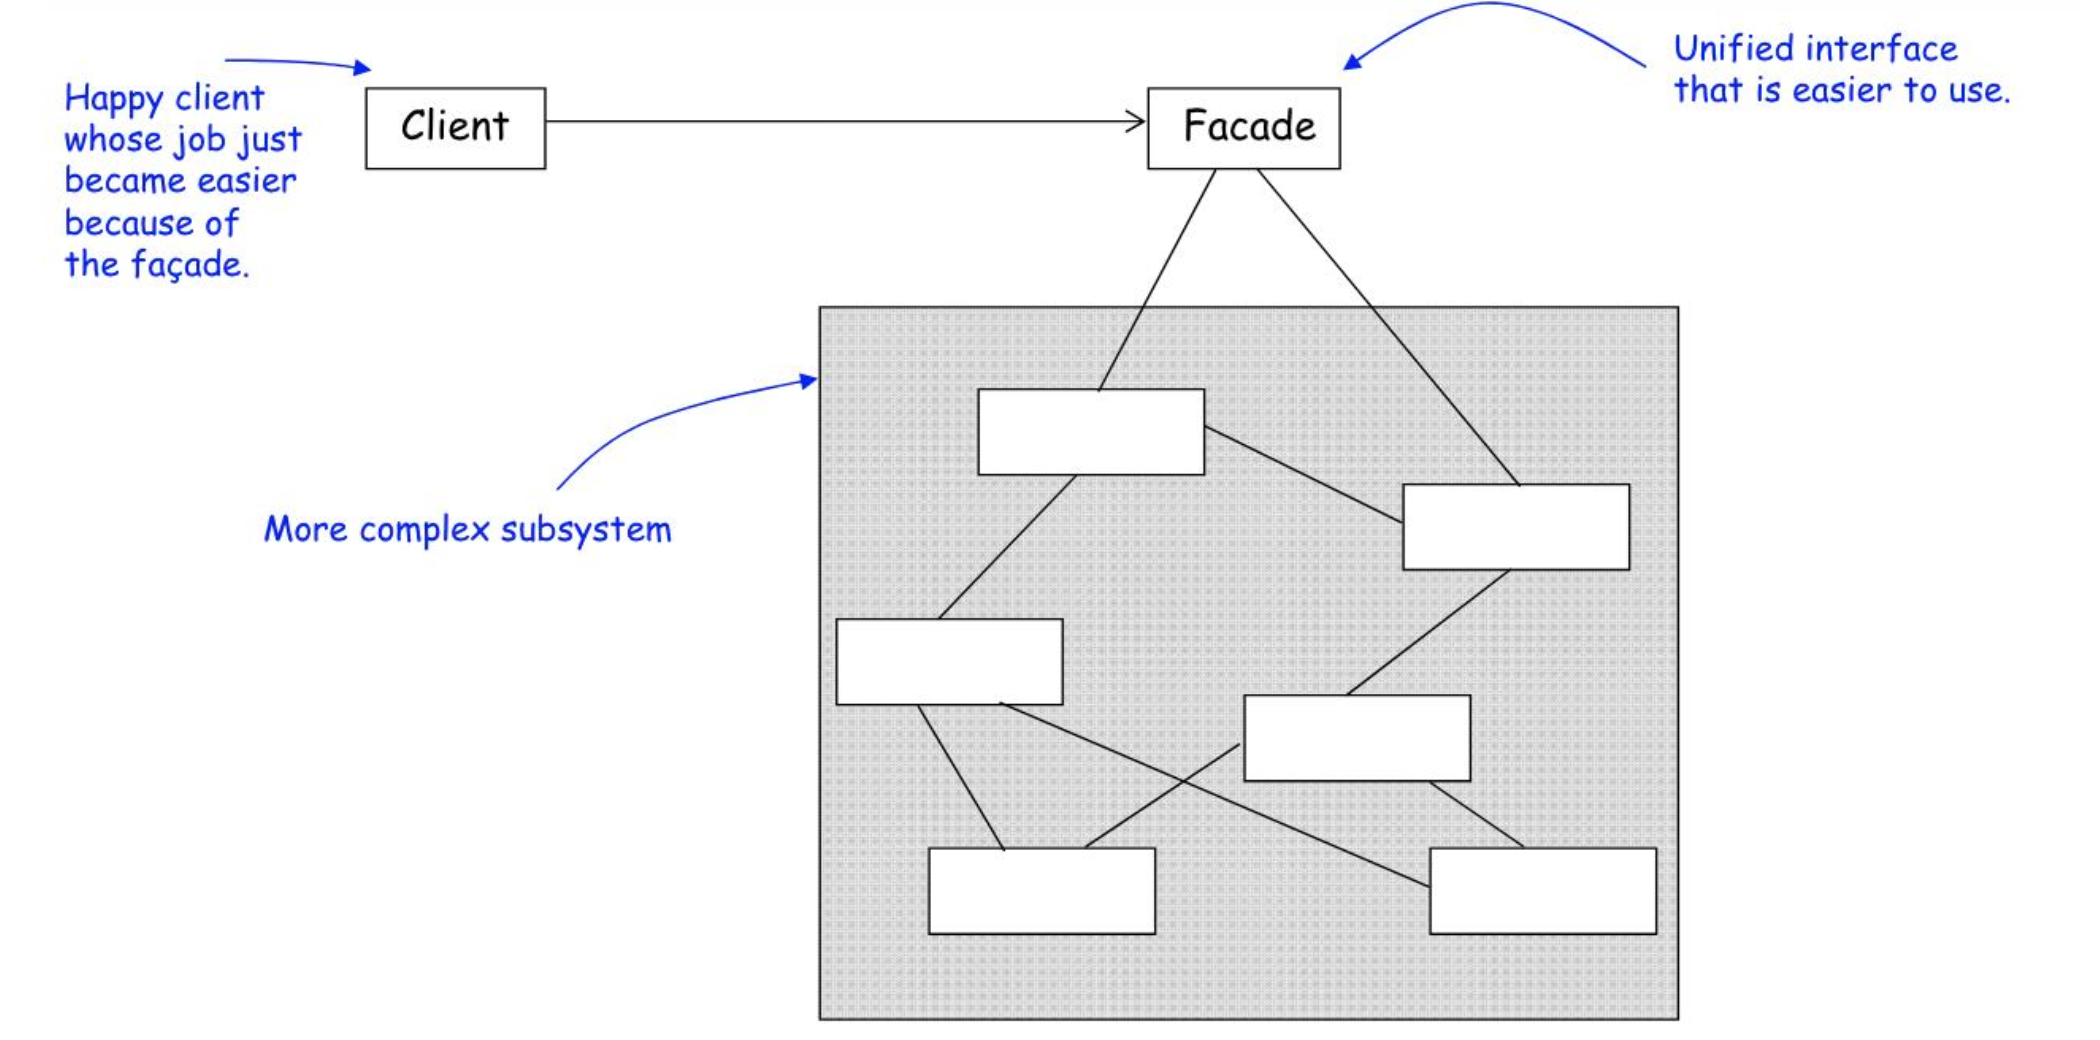 Happy client
whose job just
became easier
because of
the façade.
Client
Facade
Unified interface
that is easier to use.
More complex subsystem